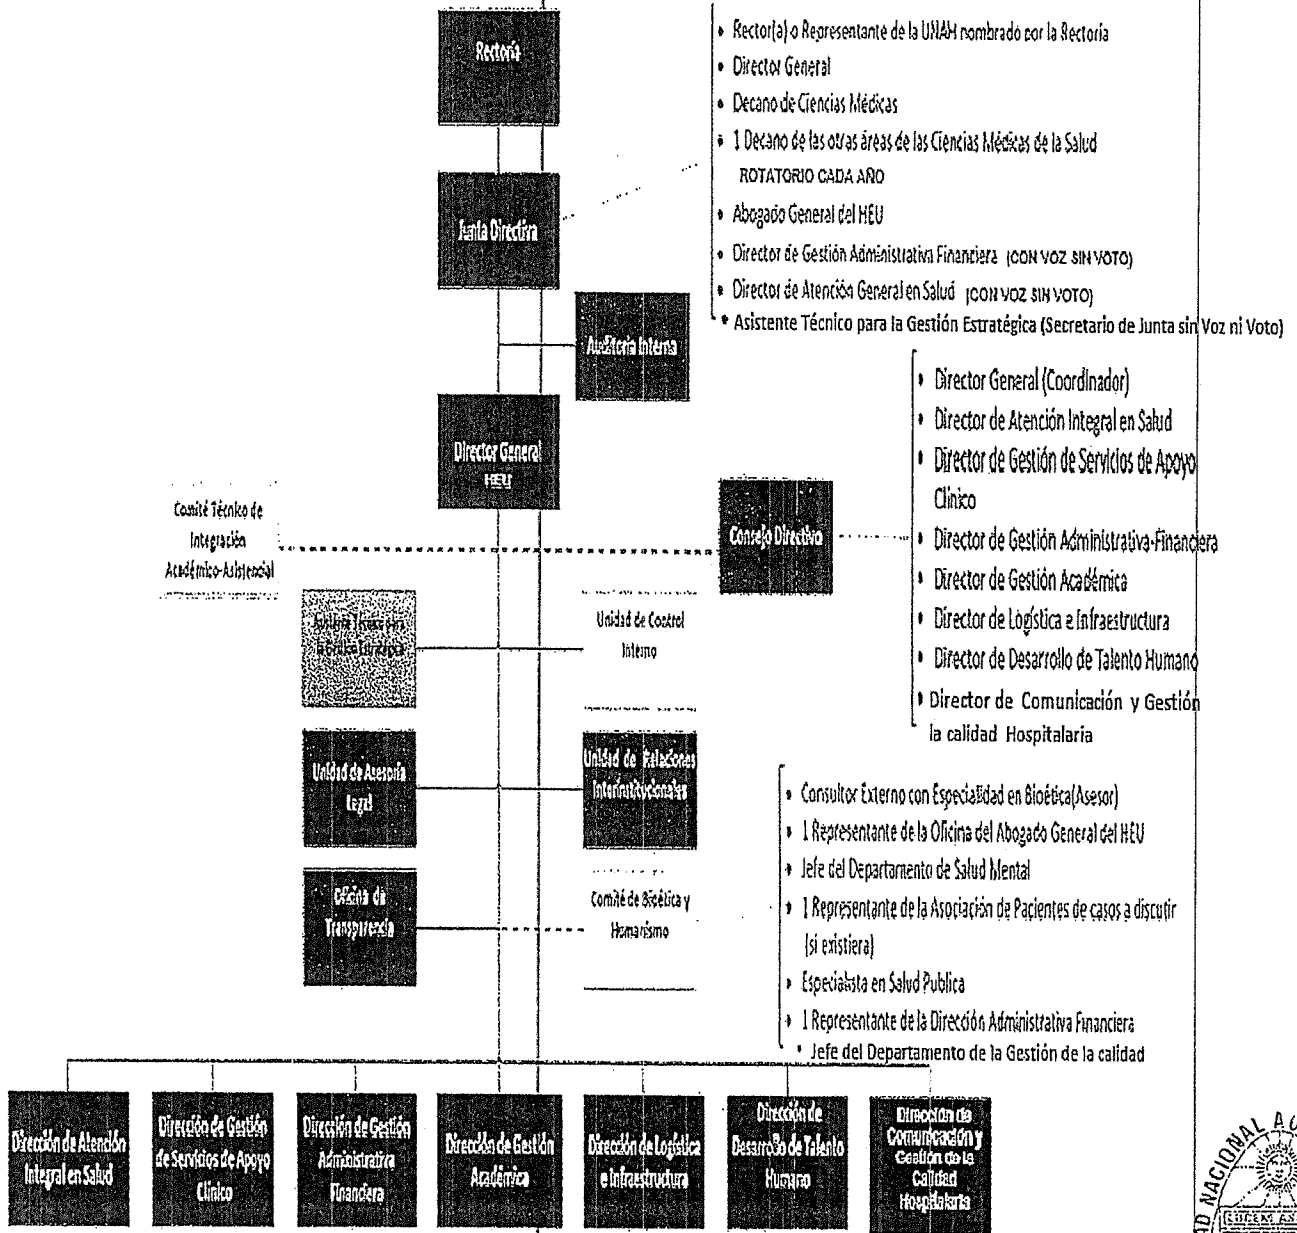 Rectoría
• Rector(a) o Representante de la UNAH nombrado por la Rectoría
• Director General
• Decano de Ciencias Médicas
• 1 Decano de las otras áreas de las Ciencias Médicas de la Salud
ROTATORIO CADA AÑO
• Abogado General del HEU
• Director de Gestión Administrativa Financiera (CON VOZ SIN VOTO)
• Director de Atención General en Salud (CON VOZ SIN VOTO)
• Asistente Técnico para la Gestión Estratégica (Secretario de Junta sin Voz ni Voto)
Junta Directiva
Auditoría Interna
Director General
HEU
Consejo Directivo
• Director General (Coordinador)
• Director de Atención Integral en Salud
• Director de Gestión de Servicios de Apoyo
Clínico
• Director de Gestión Administrativa-Financiera
• Director de Gestión Académica
• Director de Logística e Infraestructura
• Director de Desarrollo de Talento Humano
• Director de Comunicación y Gestión
la calidad Hospitalaria
Comité Técnico de
Integración
Académico-Asistencial
Asistente Técnico para
la Gestión Estratégica
Unidad de Control
Interno
Unidad de Asesoría
Legal
Unidad de Relaciones
Interinstitucionales
Oficina de
Transparencia
Comité de Bioética y
Humanismo
• Consultor Externo con Especialidad en Bioética(Asesor)
• 1 Representante de la Oficina del Abogado General del HEU
• Jefe del Departamento de Salud Mental
• 1 Representante de la Asociación de Pacientes de casos a discutir
(si existiera)
• Especialista en Salud Publica
• 1 Representante de la Dirección Administrativa Financiera
• Jefe del Departamento de la Gestión de la calidad
Dirección de Atención
Integral en Salud
Dirección de Gestión
de Servicios de Apoyo
Clínico
Dirección de Gestión
Administrativa
Financiera
Dirección de Gestión
Académica
Dirección de Logística
e Infraestructura
Dirección de
Desarrollo de Talento
Humano
Dirección de
Comunicación y
Gestión de la
Calidad
Hospitalaria
NACIONAL